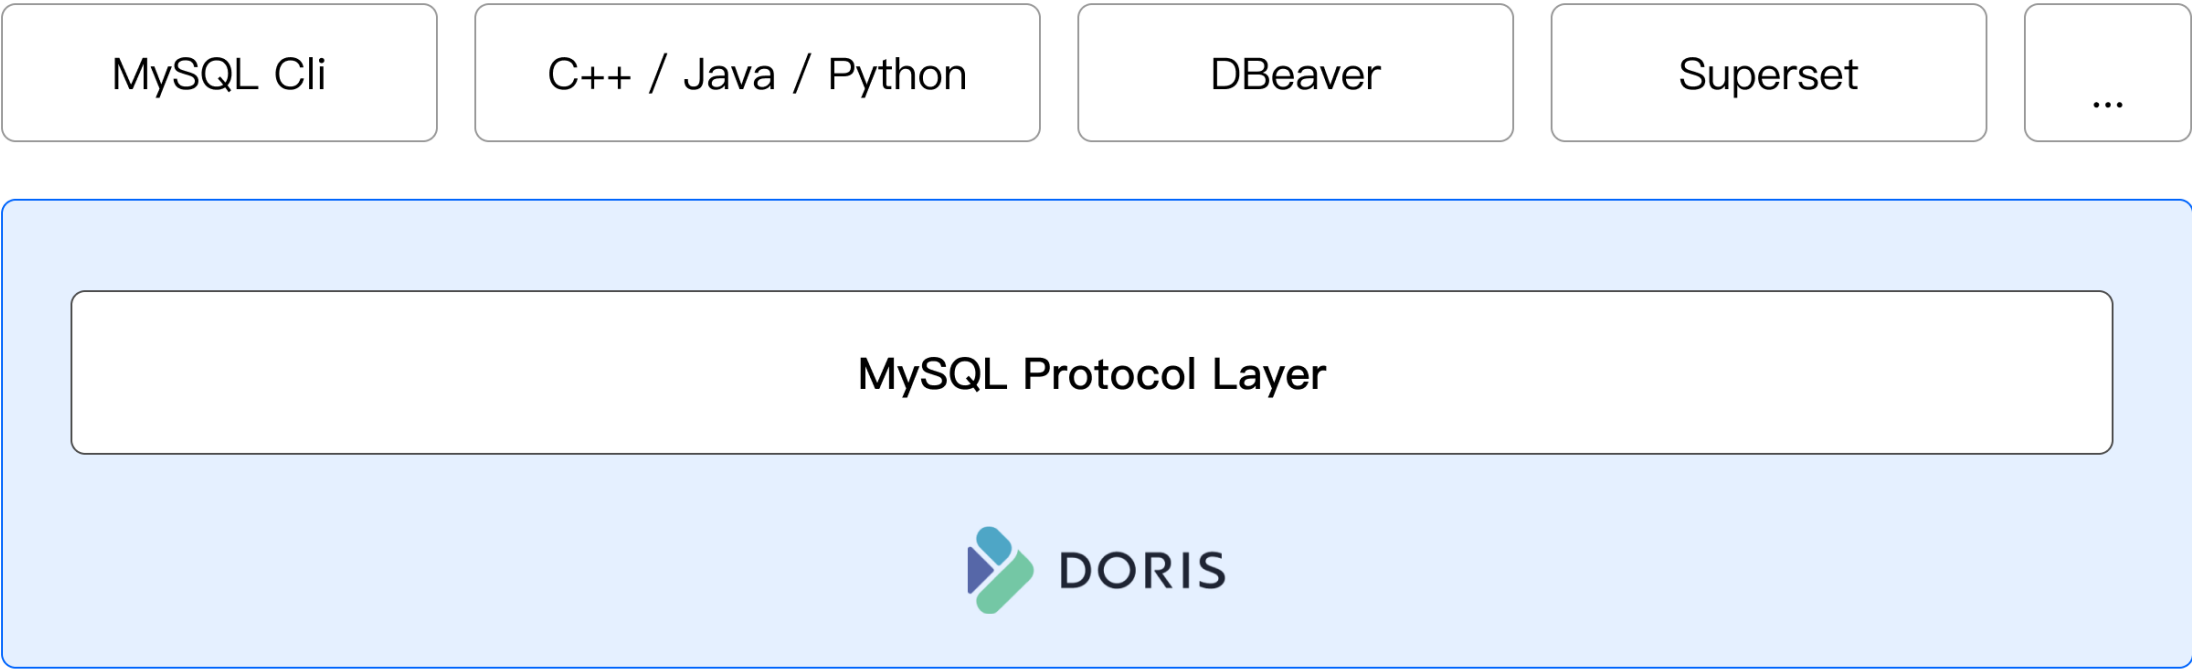 MySQL Cli
C++ / Java / Python
DBeaver
Superset
...
MySQL Protocol Layer
DORIS